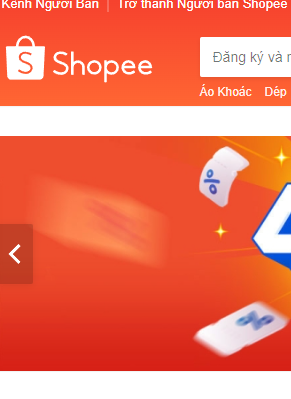 Kênh Người Bán Trở thành Người bán Shopee
Shopee
Đăng ký và
Áo Khoác Dép
%
%